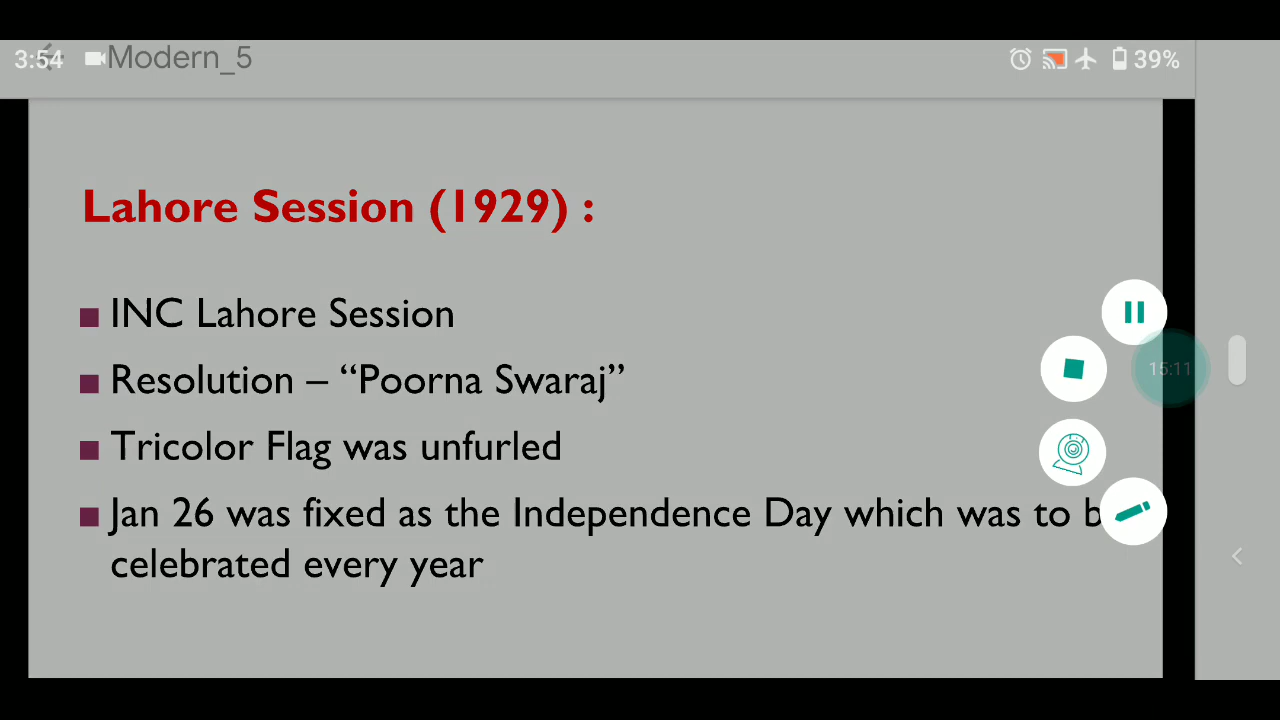 3:54 Modern_5 39%
Lahore Session (1929) :
■ INC Lahore Session
■ Resolution – “Poorna Swaraj”
15:11
■ Tricolor Flag was unfurled
■ Jan 26 was fixed as the Independence Day which was to b
celebrated every year